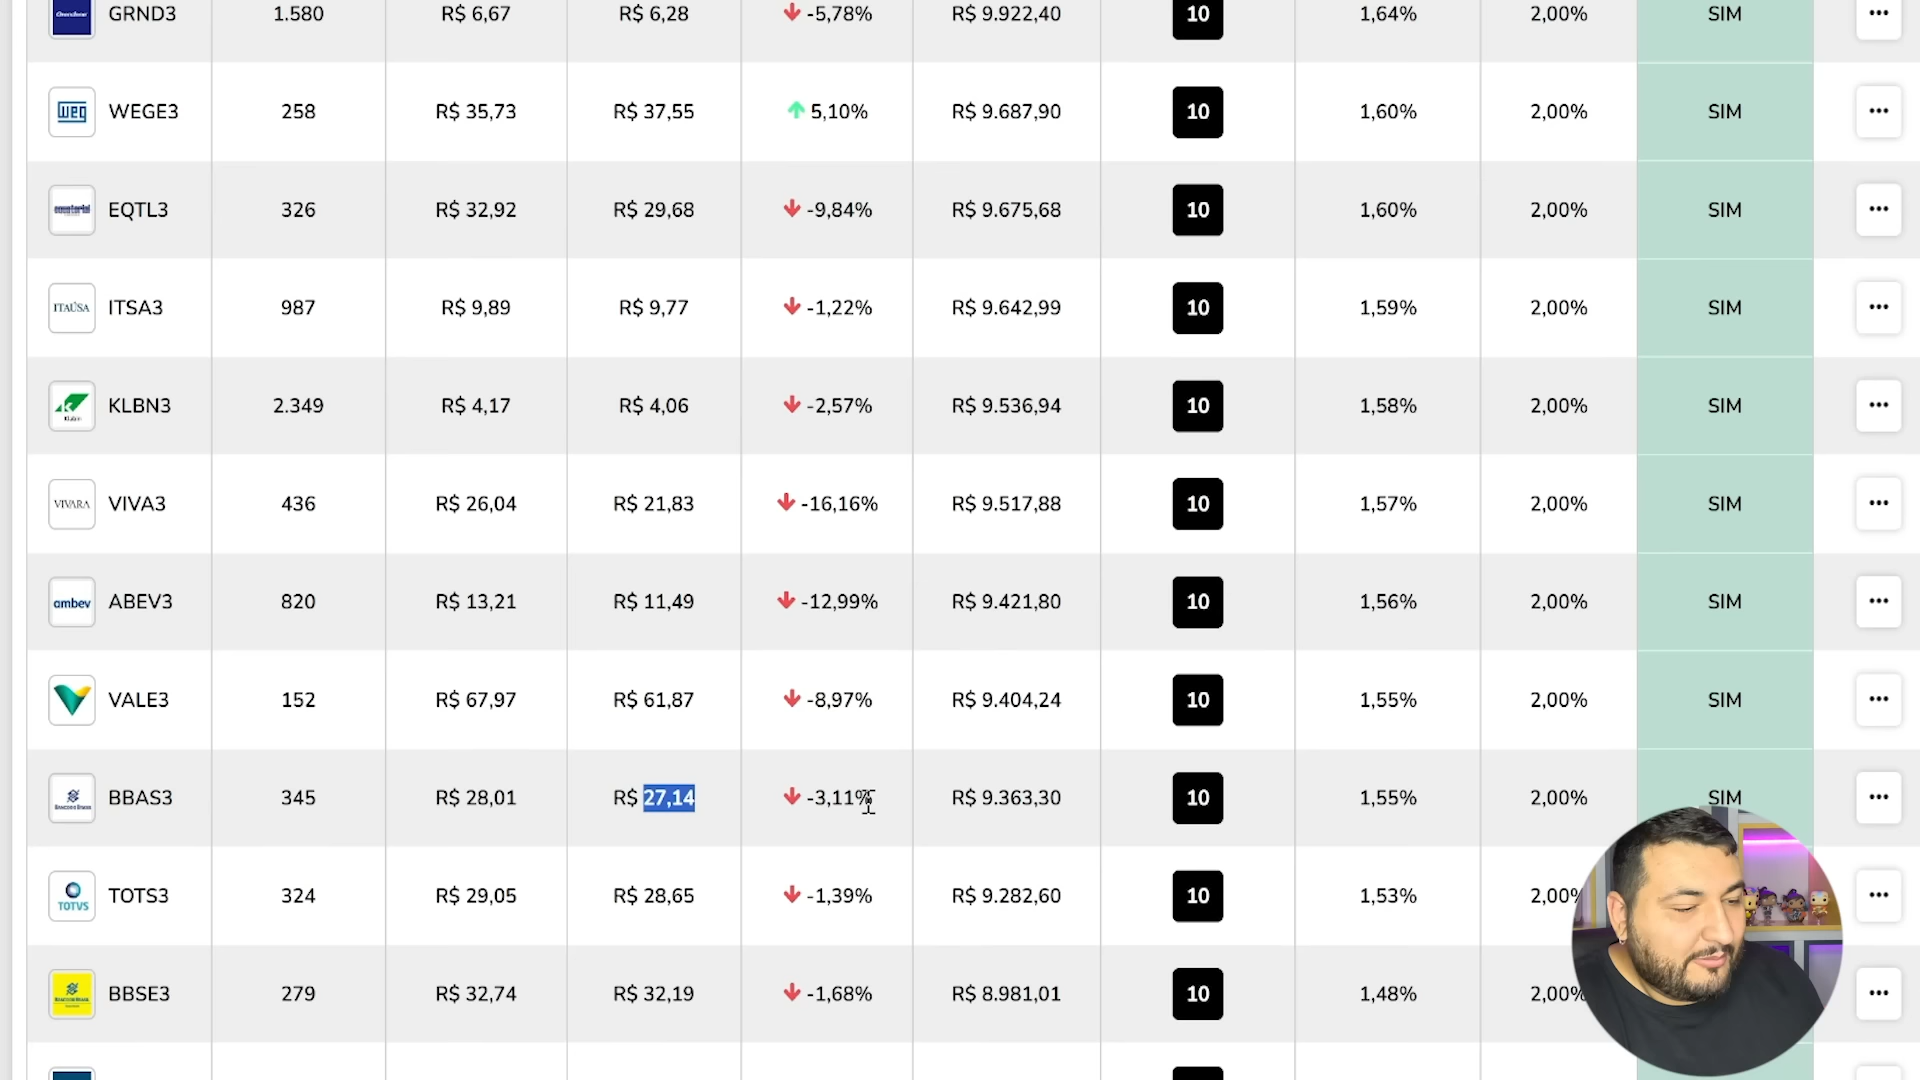 GRND3 1.580 R$ 6,67 R$ 6,28 -5,78% R$ 9.922,40 10 1,64% 2,00% SIM
weg WEGE3 258 R$ 35,73 R$ 37,55 5,10% R$ 9.687,90 10 1,60% 2,00% SIM
EQTL3 326 R$ 32,92 R$ 29,68 -9,84% R$ 9.675,68 10 1,60% 2,00% SIM
ITAÚSA ITSA3 987 R$ 9,89 R$ 9,77 -1,22% R$ 9.642,99 10 1,59% 2,00% SIM
Klabin KLBN3 2.349 R$ 4,17 R$ 4,06 -2,57% R$ 9.536,94 10 1,58% 2,00% SIM
VIVARA VIVA3 436 R$ 26,04 R$ 21,83 -16,16% R$ 9.517,88 10 1,57% 2,00% SIM
ambev ABEV3 820 R$ 13,21 R$ 11,49 -12,99% R$ 9.421,80 10 1,56% 2,00% SIM
VALE3 152 R$ 67,97 R$ 61,87 -8,97% R$ 9.404,24 10 1,55% 2,00% SIM
BBAS3 345 R$ 28,01 R$ 27,14 -3,11% R$ 9.363,30 10 1,55% 2,00% SIM
TOTVS TOTS3 324 R$ 29,05 R$ 28,65 -1,39% R$ 9.282,60 10 1,53% 2,00%
BBSE3 279 R$ 32,74 R$ 32,19 -1,68% R$ 8.981,01 10 1,48% 2,00%